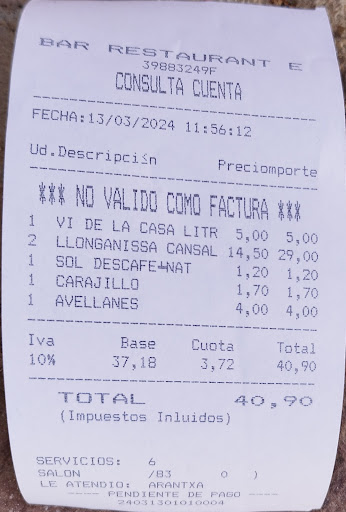 BAR RESTAURANT E
39883249F
CONSULTA CUENTA
FECHA:13/03/2024 11:56:12
Ud.Descripción Preciomporte
*** NO VALIDO COMO FACTURA ***
1 VI DE LA CASA LITR 5,00 5,00
2 LLONGANISSA CANSAL 14,50 29,00
1 SOL DESCAFE-NAT 1,20 1,20
1 CARAJILLO 1,70 1,70
1 AVELLANES 4,00 4,00
Iva Base Cuota Total
10% 37,18 3,72 40,90
TOTAL 40,90
(Impuestos Inluidos)
SERVICIOS: 6
SALON /83 0 )
LE ATENDIO: ARANTXA
---- PENDIENTE DE PAGO ----
24031301010004